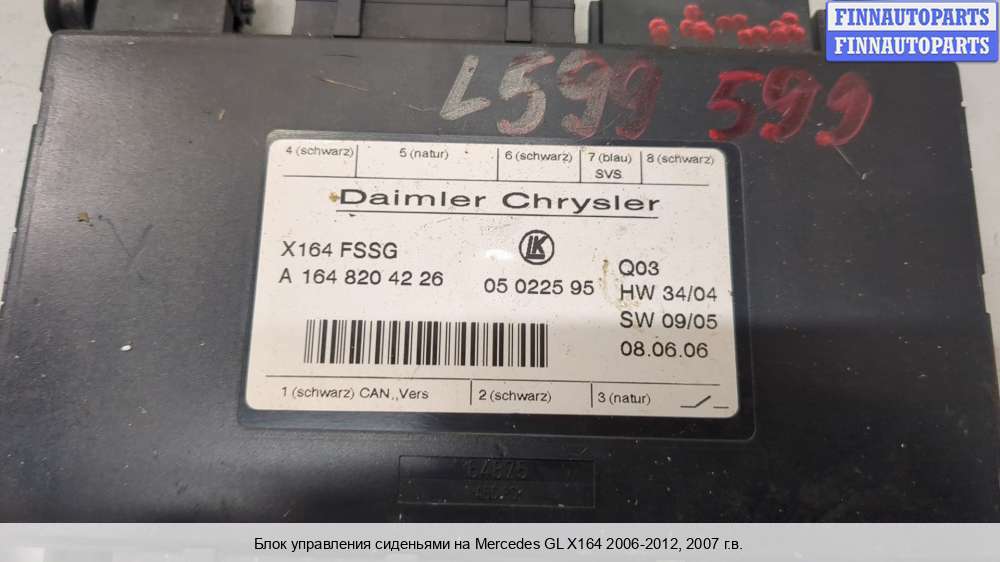 FINNAUTOPARTS
FINNAUTOPARTS
L599 599
4 (schwarz) 5 (natur) 6 (schwarz) 7 (blau) 8 (schwarz)
SVS
Daimler Chrysler
X164 FSSG
LK
A 164 820 42 26
05 0225 95
Q03
HW 34/04
SW 09/05
08.06.06
1 (schwarz) CAN,,Vers 2 (schwarz) 3 (natur)
Блок управления сиденьями на Mercedes GL X164 2006-2012, 2007 г.в.